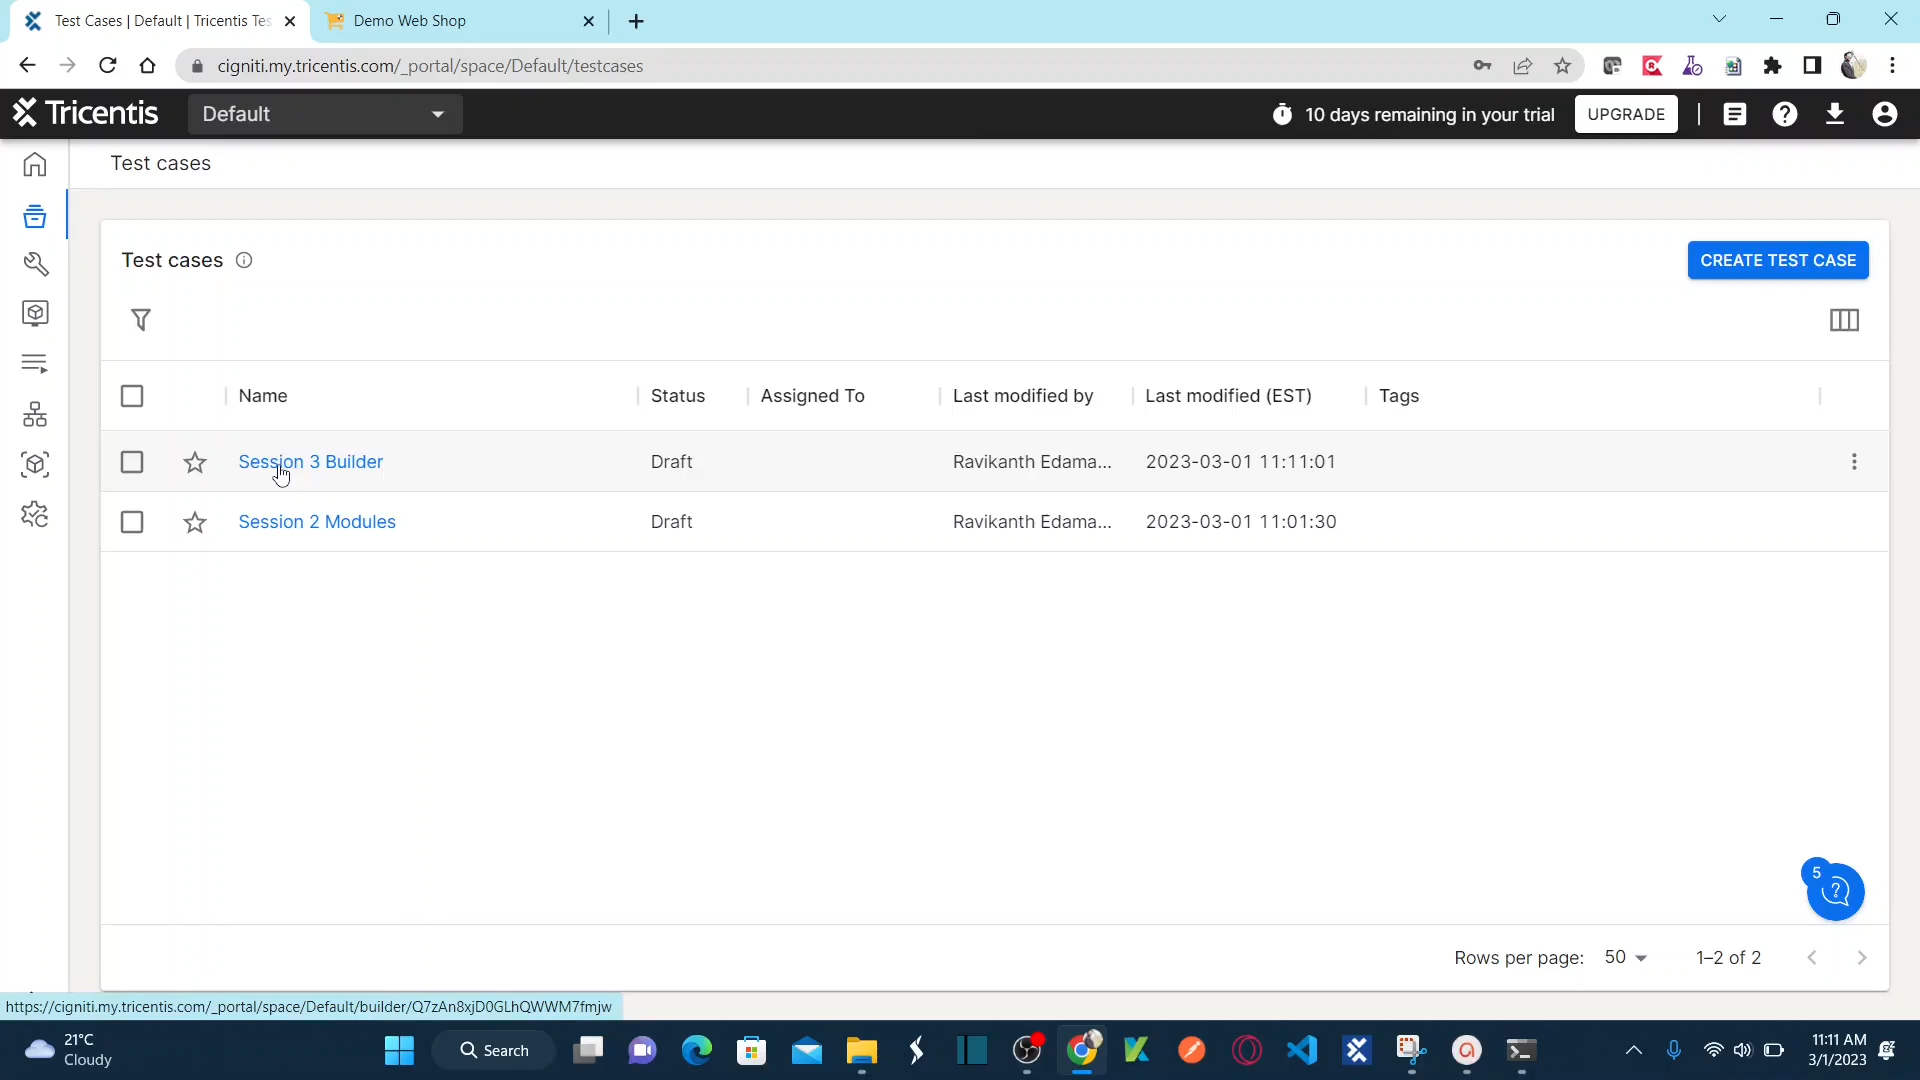 Test Cases | Default | Tricentis Tes
Demo Web Shop
cigniti.my.tricentis.com/_portal/space/Default/testcases
Tricentis
Default
10 days remaining in your trial
UPGRADE
Test cases
Test cases
CREATE TEST CASE
Name
Status
Assigned To
Last modified by
Last modified (EST)
Tags
Session 3 Builder
Draft
Ravikanth Edama...
2023-03-01 11:11:01
Session 2 Modules
Draft
Ravikanth Edama...
2023-03-01 11:01:30
5
Rows per page: 50
1–2 of 2
https://cigniti.my.tricentis.com/_portal/space/Default/builder/Q7zAn8xjD0GLhQWWM7fmjw
21°C
Cloudy
Search
11:11 AM
3/1/2023